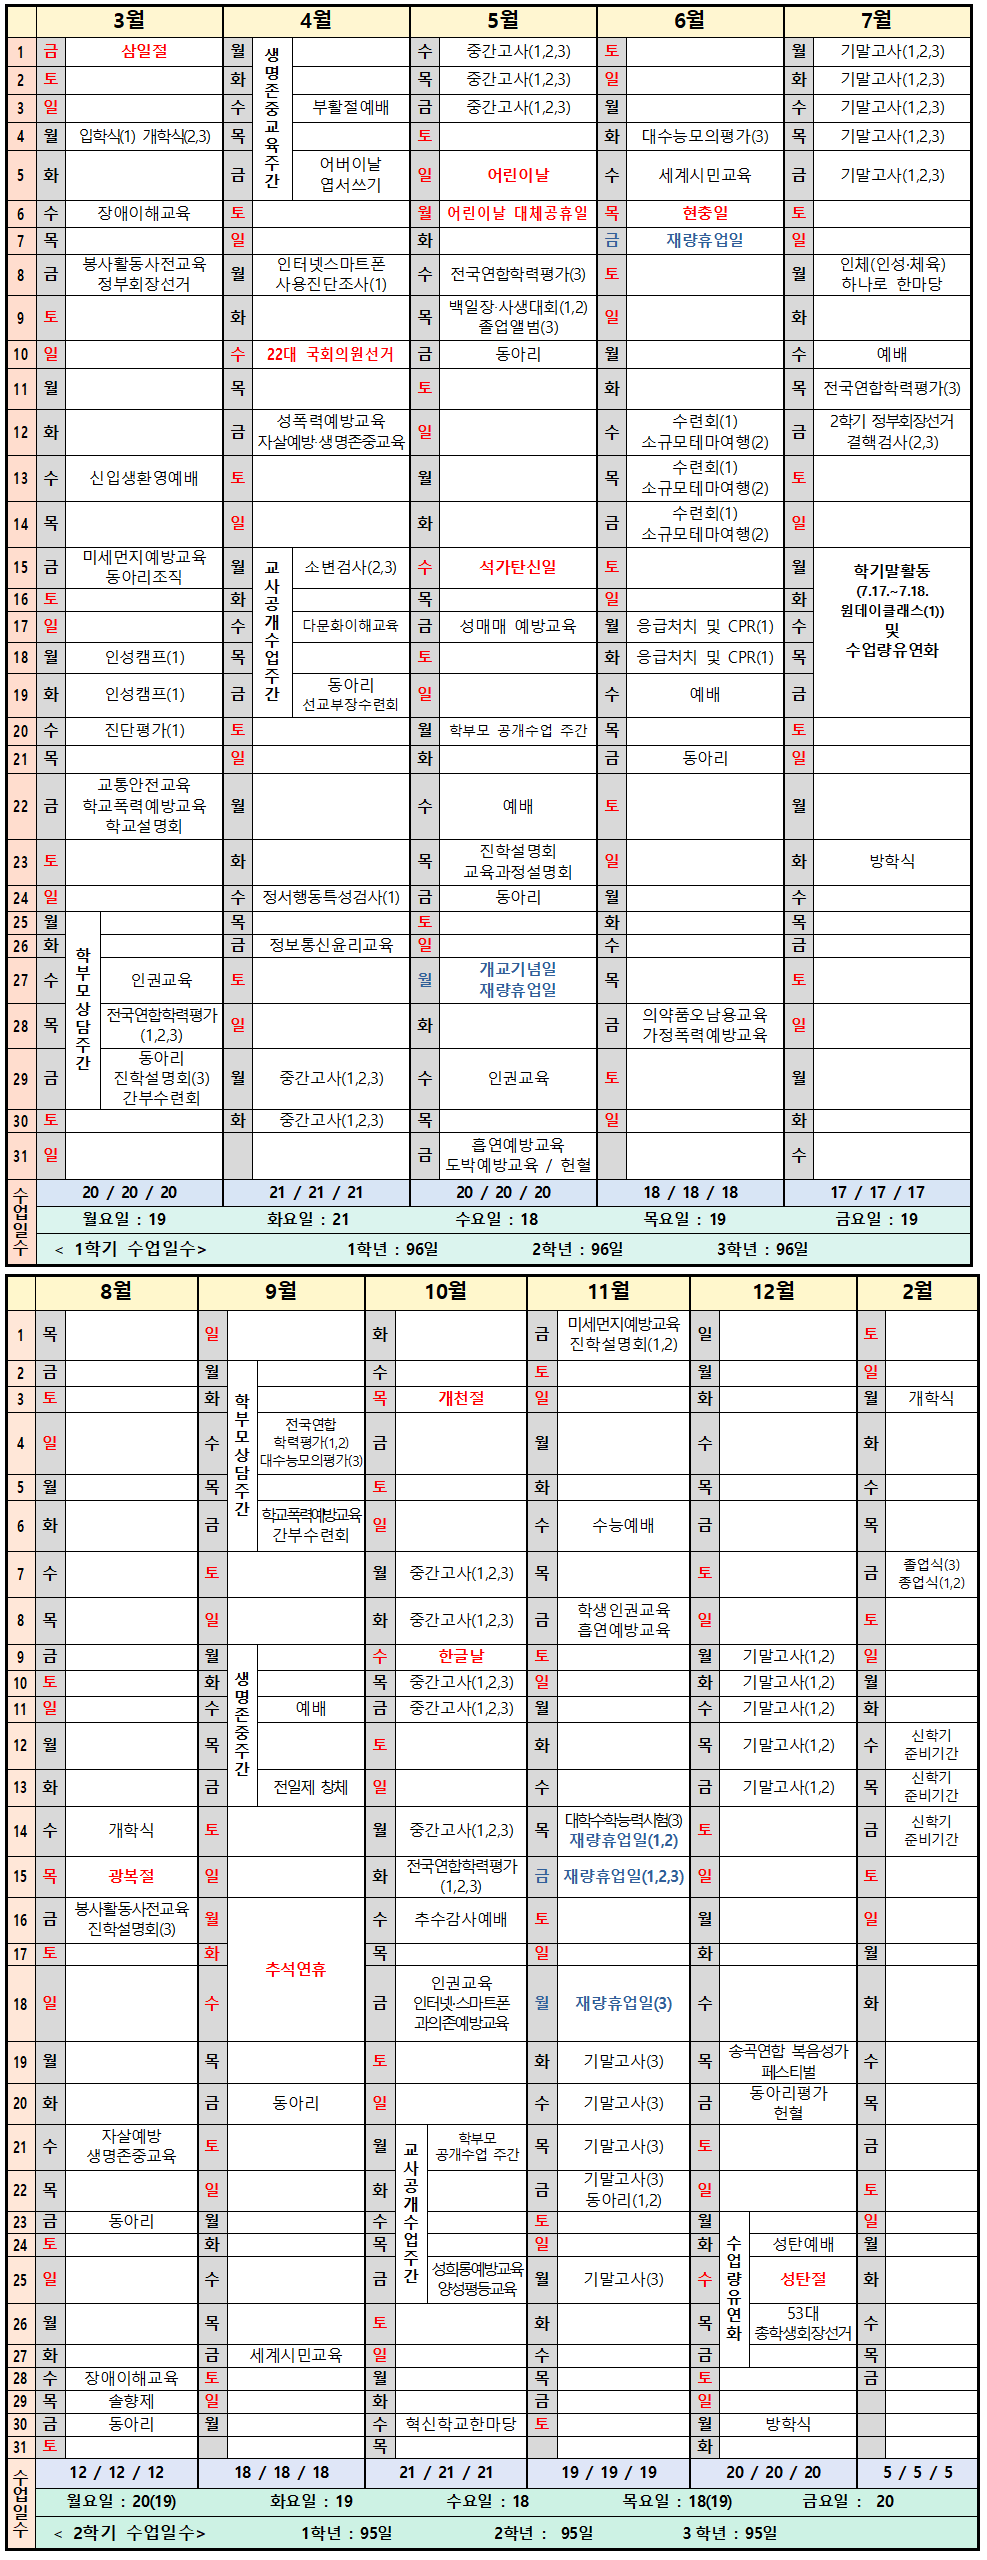 3월 4월 5월 6월 7월
1 금 삼일절 월 생명존중교육주간 수 중간고사(1,2,3) 토 월 기말고사(1,2,3)
2 토 화 목 중간고사(1,2,3) 일 화 기말고사(1,2,3)
3 일 수 부활절예배 금 중간고사(1,2,3) 월 수 기말고사(1,2,3)
4 월 입학식(1) 개학식(2,3) 목 토 화 대수능모의평가(3) 목 기말고사(1,2,3)
5 화 금 어버이날 엽서쓰기 일 어린이날 수 세계시민교육 금 기말고사(1,2,3)
6 수 장애이해교육 토 월 어린이날 대체공휴일 목 현충일 토
7 목 일 화 금 재량휴업일 일
8 금 봉사활동사전교육 정부회장선거 월 인터넷스마트폰 사용진단조사(1) 수 전국연합학력평가(3) 토 월 인체(인성·체육) 하나로 한마당
9 토 화 목 백일장·사생대회(1,2) 졸업앨범(3) 일 화
10 일 수 22대 국회의원선거 금 동아리 월 수 예배
11 월 목 토 화 목 전국연합학력평가(3)
12 화 금 성폭력예방교육 자살예방·생명존중교육 일 수 수련회(1) 소규모테마여행(2) 금 2학기 정부회장선거 결핵검사(2,3)
13 수 신입생환영예배 토 월 목 수련회(1) 소규모테마여행(2) 토
14 목 일 화 금 수련회(1) 소규모테마여행(2) 일
15 금 미세먼지예방교육 동아리조직 월 교사공개수업주간 소변검사(2,3) 수 석가탄신일 토 월 학기말활동 (7.17.~7.18. 원데이클래스(1)) 및 수업량유연화
16 토 화 목 일 화
17 일 수 다문화이해교육 금 성매매 예방교육 월 응급처치 및 CPR(1) 수
18 월 인성캠프(1) 목 토 화 응급처치 및 CPR(1) 목
19 화 인성캠프(1) 금 동아리 선교부장수련회 일 수 예배 금
20 수 진단평가(1) 토 월 학부모 공개수업 주간 목 토
21 목 일 화 금 동아리 일
22 금 교통안전교육 학교폭력예방교육 학교설명회 월 수 예배 토 월
23 토 화 목 진학설명회 교육과정설명회 일 화 방학식
24 일 수 정서행동특성검사(1) 금 동아리 월 수
25 월 학부모상담주간 목 토 화 목
26 화 금 정보통신윤리교육 일 수 금
27 수 인권교육 토 월 개교기념일 재량휴업일 목 토
28 목 전국연합학력평가 (1,2,3) 일 화 금 의약품오남용교육 가정폭력예방교육 일
29 금 동아리 진학설명회(3) 간부수련회 월 중간고사(1,2,3) 수 인권교육 토 월
30 토 화 중간고사(1,2,3) 목 일 화
31 일 금 흡연예방교육 도박예방교육 / 헌혈 수
수업일수 20 / 20 / 20 21 / 21 / 21 20 / 20 / 20 18 / 18 / 18 17 / 17 / 17
월요일 : 19 화요일 : 21 수요일 : 18 목요일 : 19 금요일 : 19
< 1학기 수업일수> 1학년 : 96일 2학년 : 96일 3학년 : 96일
8월 9월 10월 11월 12월 2월
1 목 일 화 금 미세먼지예방교육 진학설명회(1,2) 일 토
2 금 월 학부모상담주간 수 토 월 일
3 토 화 목 개천절 일 화 월 개학식
4 일 수 전국연합 학력평가(1,2) 대수능모의평가(3) 금 월 수 화
5 월 목 토 화 목 수
6 화 금 학교폭력예방교육 간부수련회 일 수 수능예배 금 목
7 수 토 월 중간고사(1,2,3) 목 토 금 졸업식(3) 종업식(1,2)
8 목 일 화 중간고사(1,2,3) 금 학생인권교육 흡연예방교육 일 토
9 금 월 생명존중주간 수 한글날 토 월 기말고사(1,2) 일
10 토 화 목 중간고사(1,2,3) 일 화 기말고사(1,2) 월
11 일 수 예배 금 중간고사(1,2,3) 월 수 기말고사(1,2) 화
12 월 목 토 화 목 기말고사(1,2) 수 신학기 준비기간
13 화 금 전일제 창체 일 수 금 기말고사(1,2) 목 신학기 준비기간
14 수 개학식 토 월 중간고사(1,2,3) 목 대학수학능력시험(3) 재량휴업일(1,2) 토 금 신학기 준비기간
15 목 광복절 일 화 전국연합학력평가 (1,2,3) 금 재량휴업일(1,2,3) 일 토
16 금 봉사활동사전교육 진학설명회(3) 월 추석연휴 수 추수감사예배 토 월 일
17 토 화 목 일 화 월
18 일 수 금 인권교육 인터넷·스마트폰 과의존예방교육 월 재량휴업일(3) 수 화
19 월 목 토 화 기말고사(3) 목 송곡연합 복음성가 페스티벌 수
20 화 금 동아리 일 수 기말고사(3) 금 동아리평가 헌혈 목
21 수 자살예방 생명존중교육 토 월 교사공개수업주간 학부모 공개수업 주간 목 기말고사(3) 토 금
22 목 일 화 금 기말고사(3) 동아리(1,2) 일 토
23 금 동아리 월 수 토 월 수업량유연화 일
24 토 화 목 일 화 성탄예배 월
25 일 수 금 성희롱예방교육 양성평등교육 월 기말고사(3) 수 성탄절 화
26 월 목 토 화 목 53대 총학생회장선거 수
27 화 금 세계시민교육 일 수 금 목
28 수 장애이해교육 토 월 목 토 금
29 목 솔향제 일 화 금 일
30 금 동아리 월 수 혁신학교한마당 토 월 방학식
31 토 목 화
수업일수 12 / 12 / 12 18 / 18 / 18 21 / 21 / 21 19 / 19 / 19 20 / 20 / 20 5 / 5 / 5
월요일 : 20(19) 화요일 : 19 수요일 : 18 목요일 : 18(19) 금요일 : 20
< 2학기 수업일수> 1학년 : 95일 2학년 : 95일 3 학년 : 95일